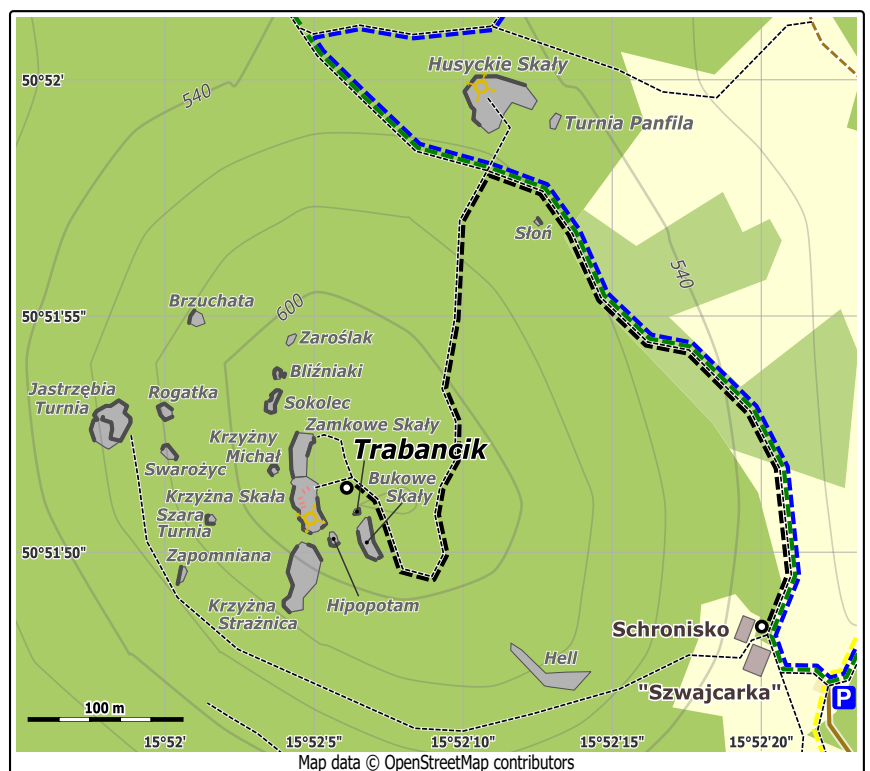 50°52'
540
Husyckie Skały
Turnia Panfila
Słoń
540
50°51'55"
Brzuchata
600
Zaroślak
Bliźniaki
Jastrzębia
Turnia
Rogatka
Sokolec
Krzyżny
Michał
Zamkowe Skały
Trabancik
Swarożyc
Bukowe
Skały
Krzyżna Skała
Szara
Turnia
50°51'50"
Zapomniana
Krzyżna
Strażnica
Hipopotam
Schronisko
Hell
"Szwajcarka"
P
100 m
15°52'
15°52'5"
15°52'10"
15°52'15"
15°52'20"
Map data © OpenStreetMap contributors